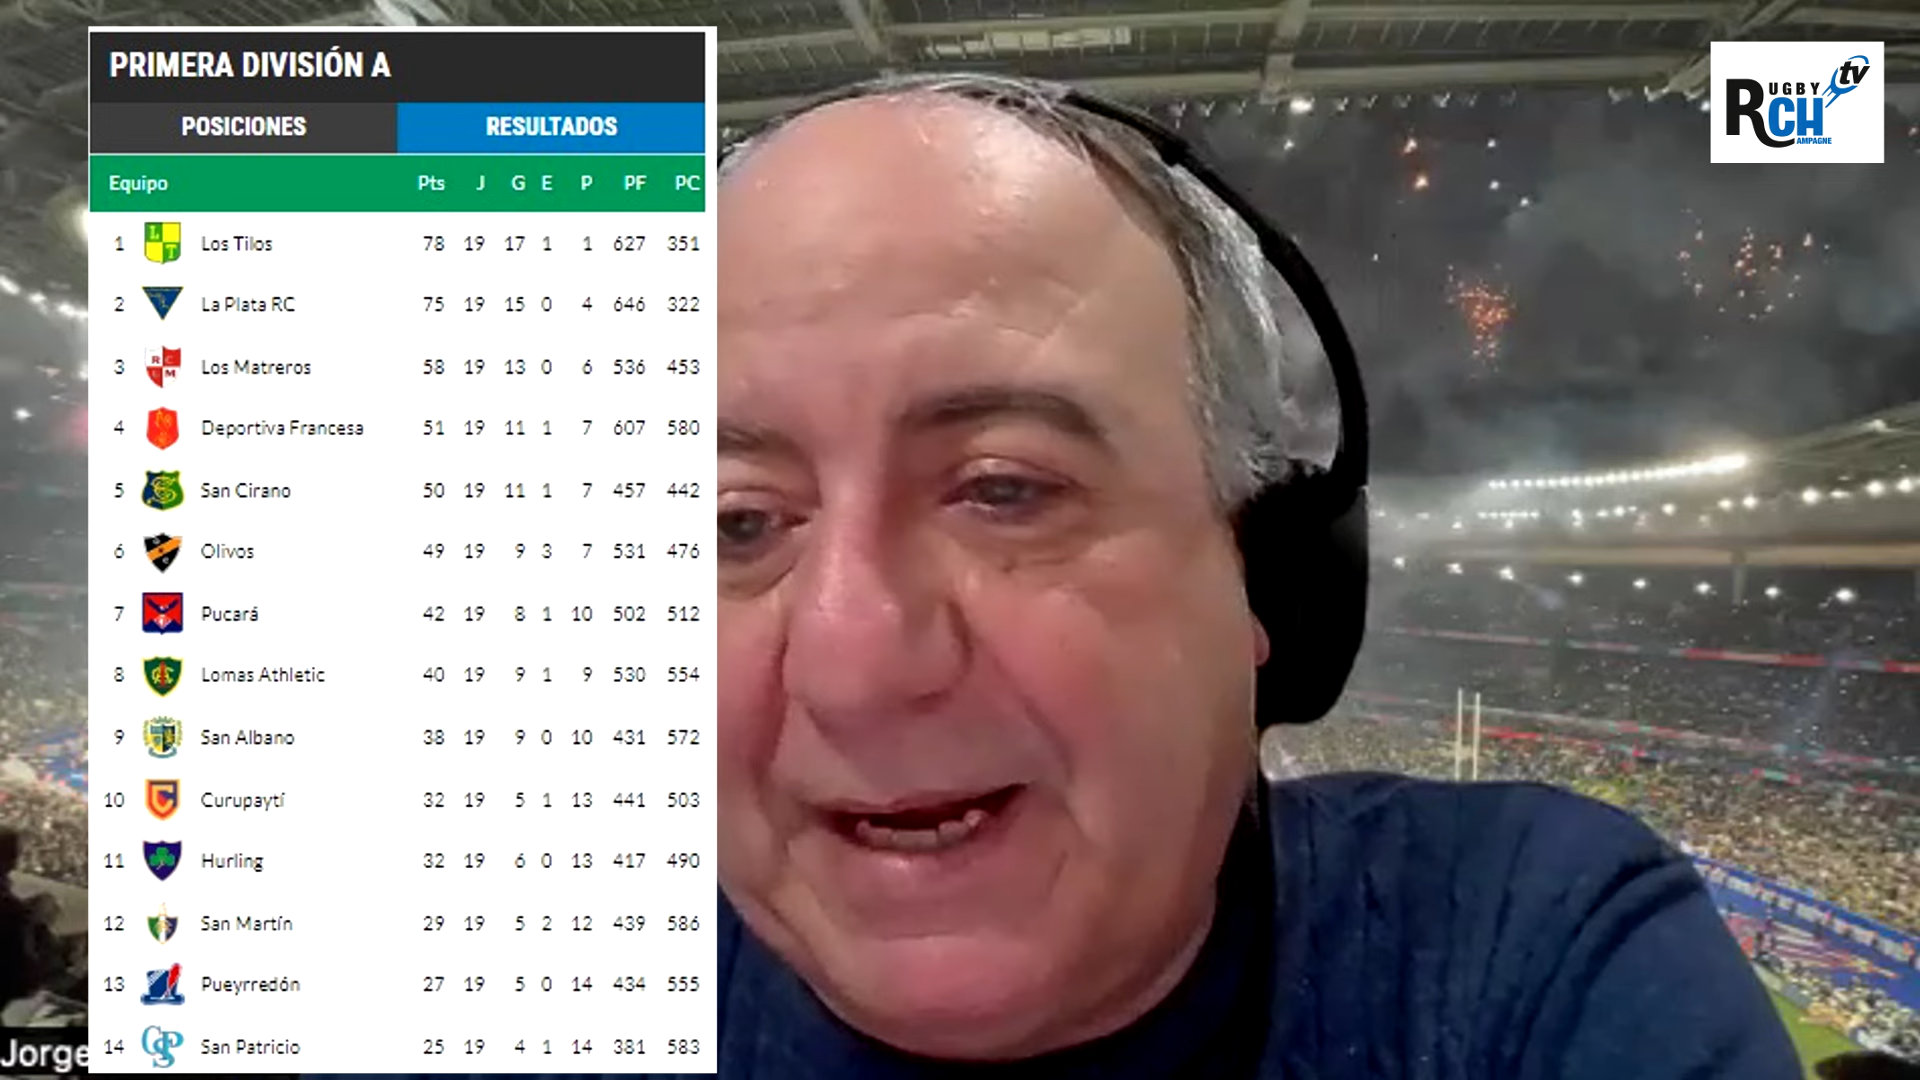 PRIMERA DIVISIÓN A
POSICIONES RESULTADOS
Equipo Pts J G E P PF PC
1 Los Tilos 78 19 17 1 1 627 351
2 La Plata RC 75 19 15 0 4 646 322
3 Los Matreros 58 19 13 0 6 536 453
4 Deportiva Francesa 51 19 11 1 7 607 580
5 San Cirano 50 19 11 1 7 457 442
6 Olivos 49 19 9 3 7 531 476
7 Pucará 42 19 8 1 10 502 512
8 Lomas Athletic 40 19 9 1 9 530 554
9 San Albano 38 19 9 0 10 431 572
10 Curupaytí 32 19 5 1 13 441 503
11 Hurling 32 19 6 0 13 417 490
12 San Martín 29 19 5 2 12 439 586
13 Pueyrredón 27 19 5 0 14 434 555
14 San Patricio 25 19 4 1 14 381 583
Jorge
RUGBY tv
CHAMPAGNE